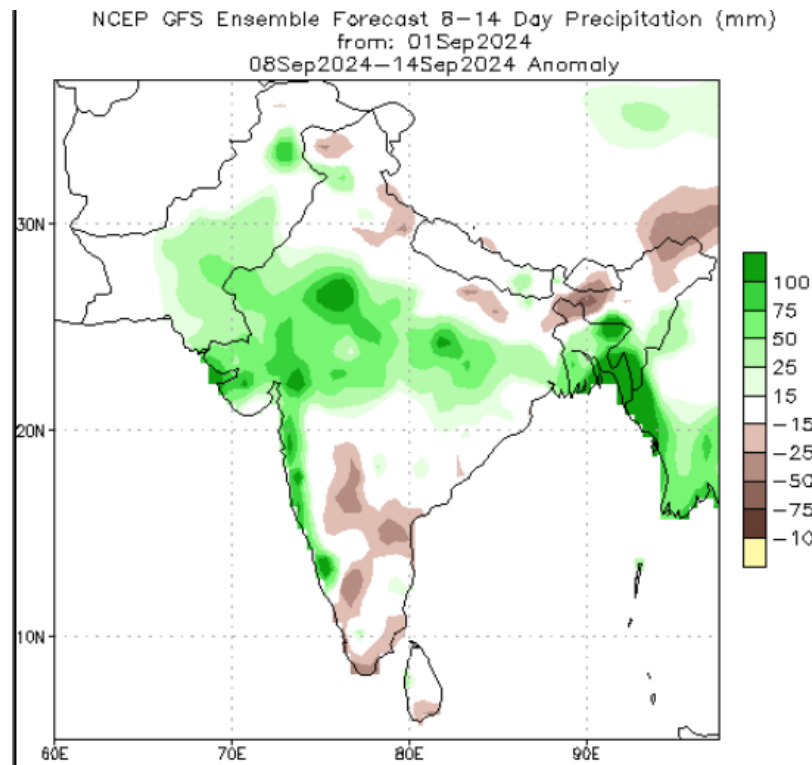 NCEP GFS Ensemble Forecast 8-14 Day Precipitation (mm)
from: 01Sep2024
08Sep2024-14Sep2024 Anomaly
30N
20N
10N
60E
70E
80E
90E
100
75
50
25
15
-15
-25
-50
-75
-10